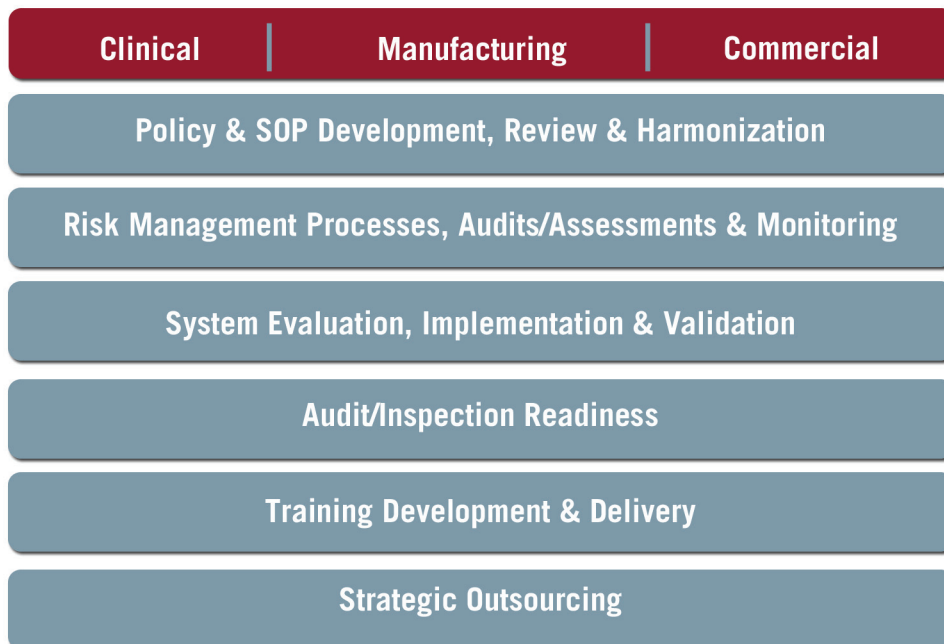 Clinical Manufacturing Commercial
Policy & SOP Development, Review & Harmonization
Risk Management Processes, Audits/Assessments & Monitoring
System Evaluation, Implementation & Validation
Audit/Inspection Readiness
Training Development & Delivery
Strategic Outsourcing